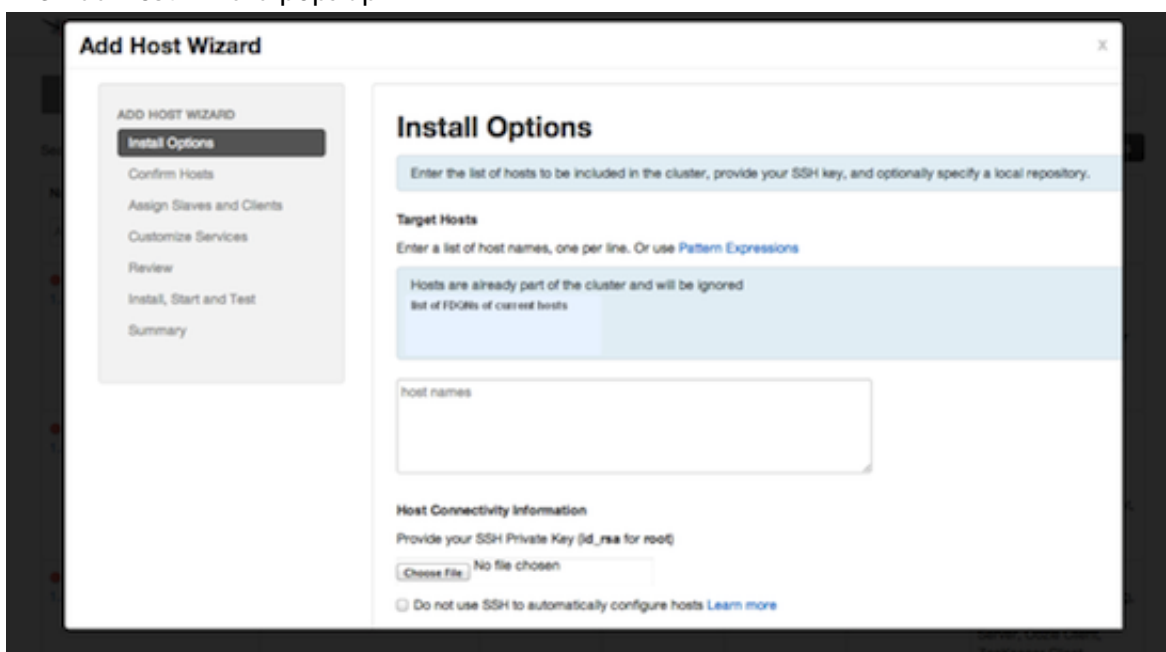 Add Host Wizard
x
ADD HOST WIZARD
Install Options
Confirm Hosts
Assign Slaves and Clients
Customize Services
Review
Install, Start and Test
Summary
Install Options
Enter the list of hosts to be included in the cluster, provide your SSH key, and optionally specify a local repository.
Target Hosts
Enter a list of host names, one per line. Or use Pattern Expressions
Hosts are already part of the cluster and will be ignored
list of FDQNs of current hosts
host names
Host Connectivity Information
Provide your SSH Private Key (id_rsa for root)
Choose File No file chosen
Do not use SSH to automatically configure hosts Learn more